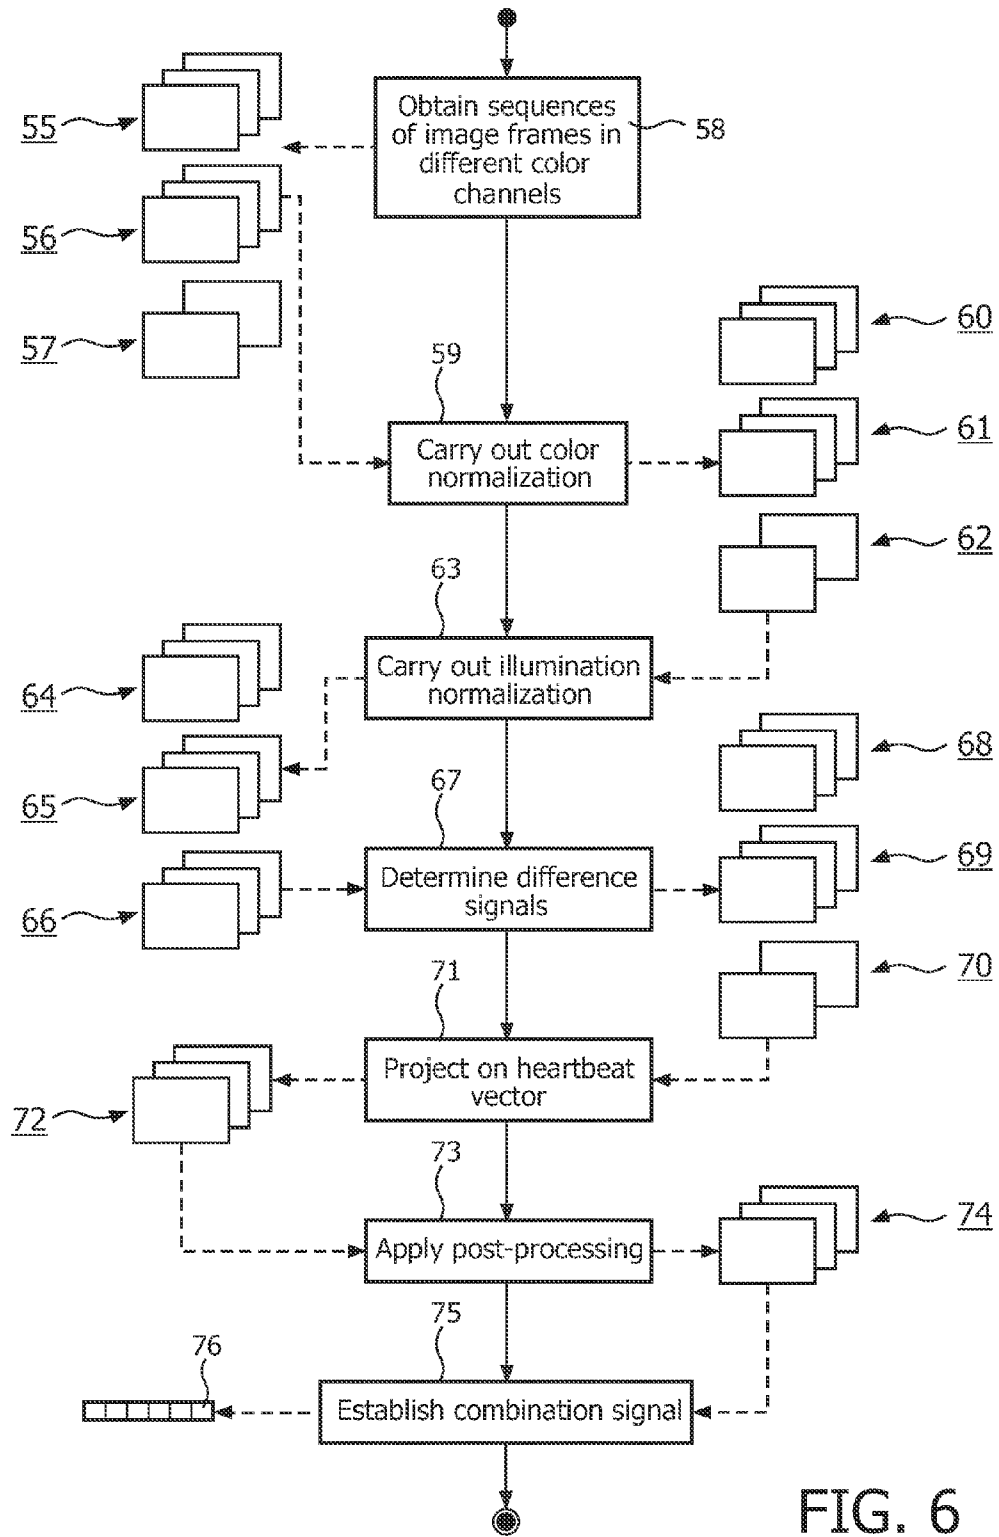 Obtain sequences
of image frames in
different color
channels
58
55
56
57
59
Carry out color
normalization
60
61
62
63
Carry out illumination
normalization
64
65
66
67
Determine difference
signals
68
69
70
71
Project on heartbeat
vector
72
73
Apply post-processing
74
75
Establish combination signal
76
FIG. 6